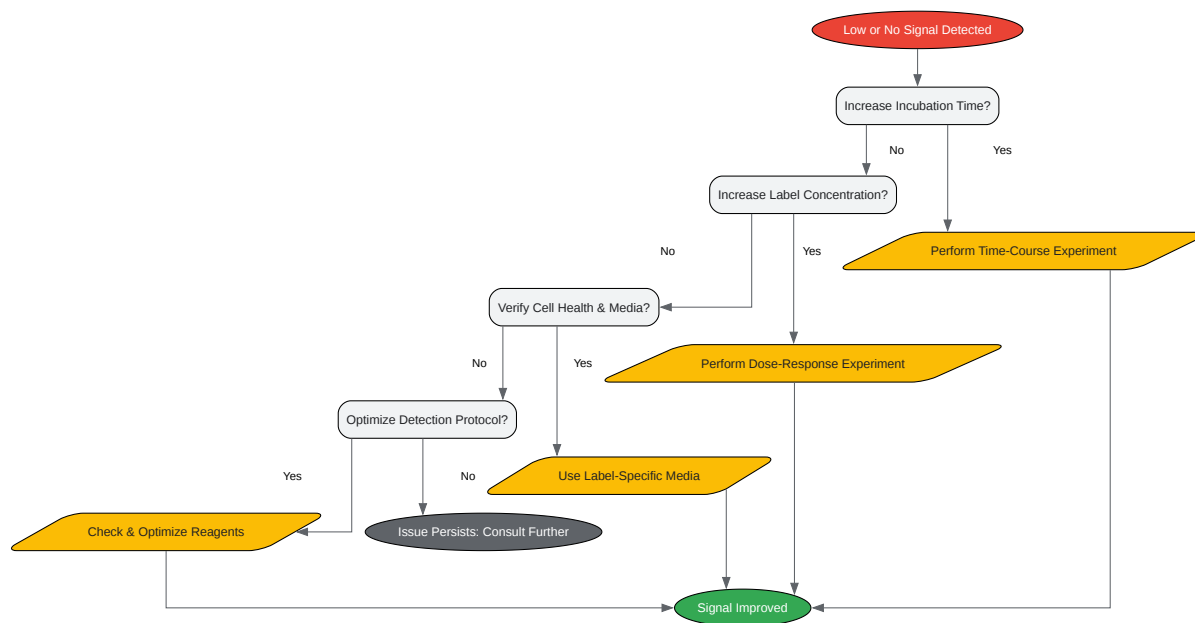 Low or No Signal Detected
Increase Incubation Time?
No
Yes
Increase Label Concentration?
No
Yes
Perform Time-Course Experiment
Verify Cell Health & Media?
No
Yes
Perform Dose-Response Experiment
Optimize Detection Protocol?
Yes
No
Use Label-Specific Media
Check & Optimize Reagents
Issue Persists: Consult Further
Signal Improved